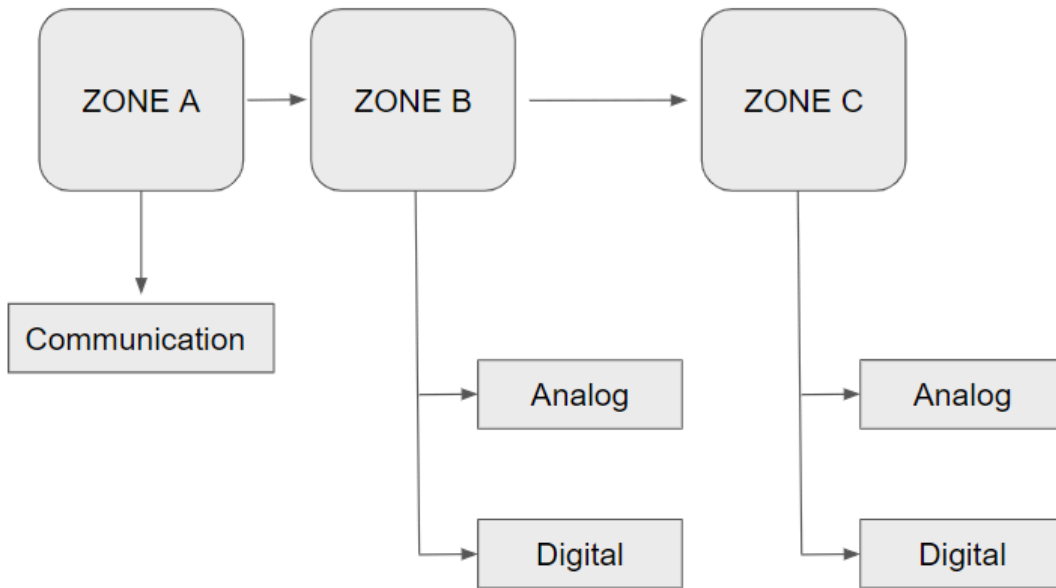 ZONE A
ZONE B
ZONE C
Communication
Analog
Analog
Digital
Digital